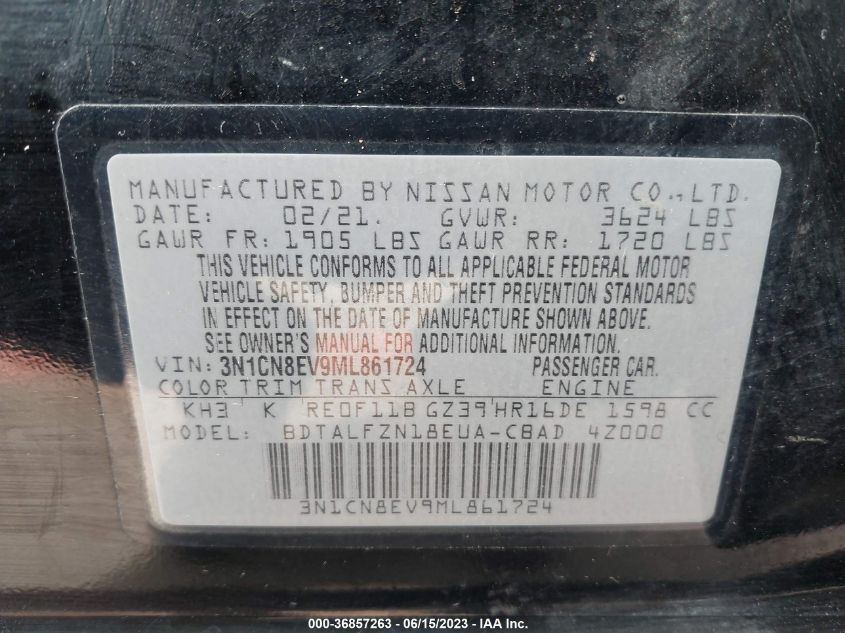 MANUFACTURED BY NISSAN MOTOR CO.,LTD.
DATE: 02/21. GVWR: 3624 LBS
GAWR FR: 1905 LBS GAWR RR: 1720 LBS
THIS VEHICLE CONFORMS TO ALL APPLICABLE FEDERAL MOTOR
VEHICLE SAFETY, BUMPER AND THEFT PREVENTION STANDARDS
IN EFFECT ON THE DATE OF MANUFACTURE SHOWN ABOVE.
SEE OWNER'S MANUAL FOR ADDITIONAL INFORMATION.
VIN: 3N1CN8EV9ML861724 PASSENGER CAR.
COLOR TRIM TRANS AXLE ENGINE
KH3 K RE0F11B GZ39 HR16DE 1598 CC
MODEL: BDTALFZN18EUA-CBAD 4Z000
3N1CN8EV9ML861724
000-36857263 - 06/15/2023 - IAA Inc.